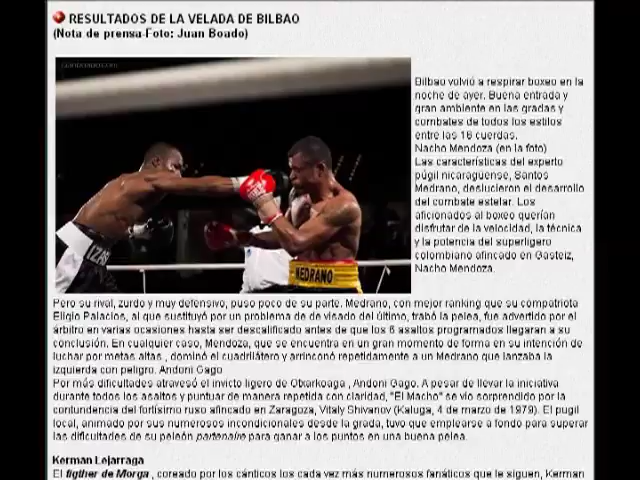 RESULTADOS DE LA VELADA DE BILBAO
(Nota de prensa-Foto: Juan Boado)
Bilbao volvió a respirar boxeo en la
noche de ayer. Buena entrada y
gran ambiente en las gradas y
combates de todos los estilos
entre las 16 cuerdas.
Nacho Mendoza (en la foto)
Las características del experto
púgil nicaragüense, Santos
Medrano, deslucieron el desarrollo
del combate estelar. Los
aficionados al boxeo querían
disfrutar de la velocidad, la técnica
y la potencia del superligero
colombiano afincado en Gasteiz,
Nacho Mendoza.
MEDRANO
Pero su rival, zurdo y muy defensivo, puso poco de su parte. Medrano, con mejor ranking que su compatriota
Eligio Palacios, al que sustituyó por un problema de de visado del último, trabó la pelea, fue advertido por el
árbitro en varias ocasiones hasta ser descalificado antes de que los 6 asaltos programados llegaran a su
conclusión. En cualquier caso, Mendoza, que se encuentra en un gran momento de forma en su intención de
luchar por metas altas , dominó el cuadrilátero y arrinconó repetidamente a un Medrano que lanzaba la
izquierda con peligro. Andoni Gago
Por más dificultades atravesó el invicto ligero de Otxarkoaga , Andoni Gago. A pesar de llevar la iniciativa
durante todos los asaltos y puntuar de manera repetida con claridad, "El Macho" se vio sorprendido por la
contundencia del fortísimo ruso afincado en Zaragoza, Vitaly Shivanov (Kaluga, 4 de marzo de 1979). El pugil
local, animado por sus numerosos incondicionales desde la grada, tuvo que emplearse a fondo para superar
las dificultades de su peleón partenaire para ganar a los puntos en una buena pelea.
Kerman Lejarraga
El figther de Morga , coreado por los cánticos los cada vez más numerosos fanáticos que le siguen, Kerman